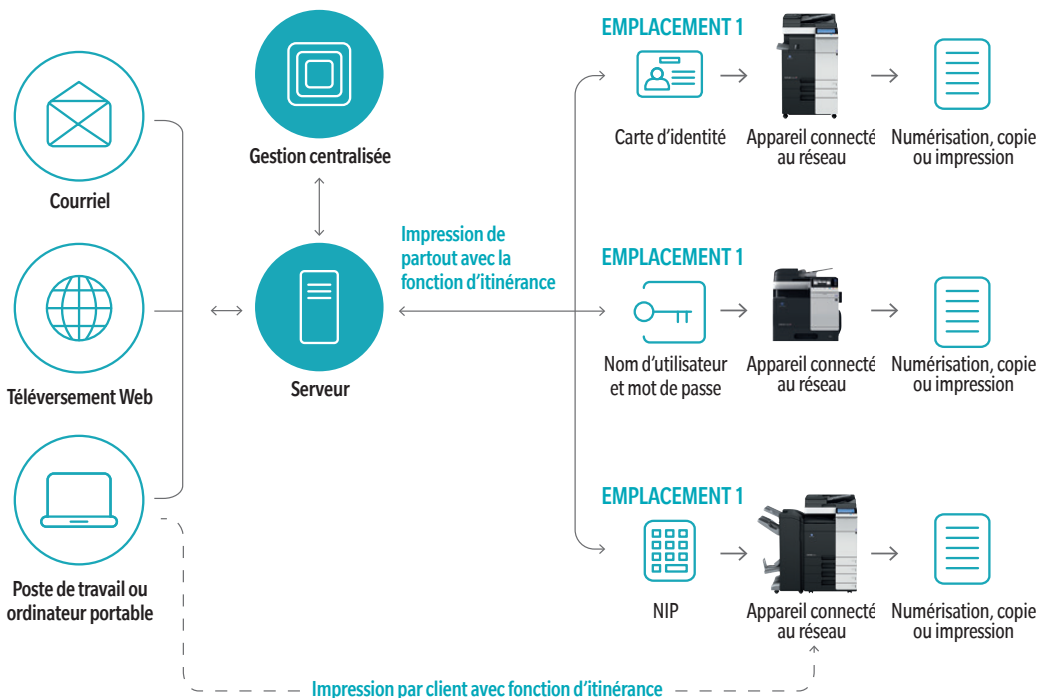 Courriel
Téléversement Web
Poste de travail ou
ordinateur portable
Gestion centralisée
Serveur
Impression de
partout avec la
fonction d'itinérance
EMPLACEMENT 1
Carte d'identité
Appareil connecté
au réseau
Numérisation, copie
ou impression
EMPLACEMENT 1
Nom d'utilisateur
et mot de passe
Appareil connecté
au réseau
Numérisation, copie
ou impression
EMPLACEMENT 1
NIP
Appareil connecté
au réseau
Numérisation, copie
ou impression
Impression par client avec fonction d'itinérance